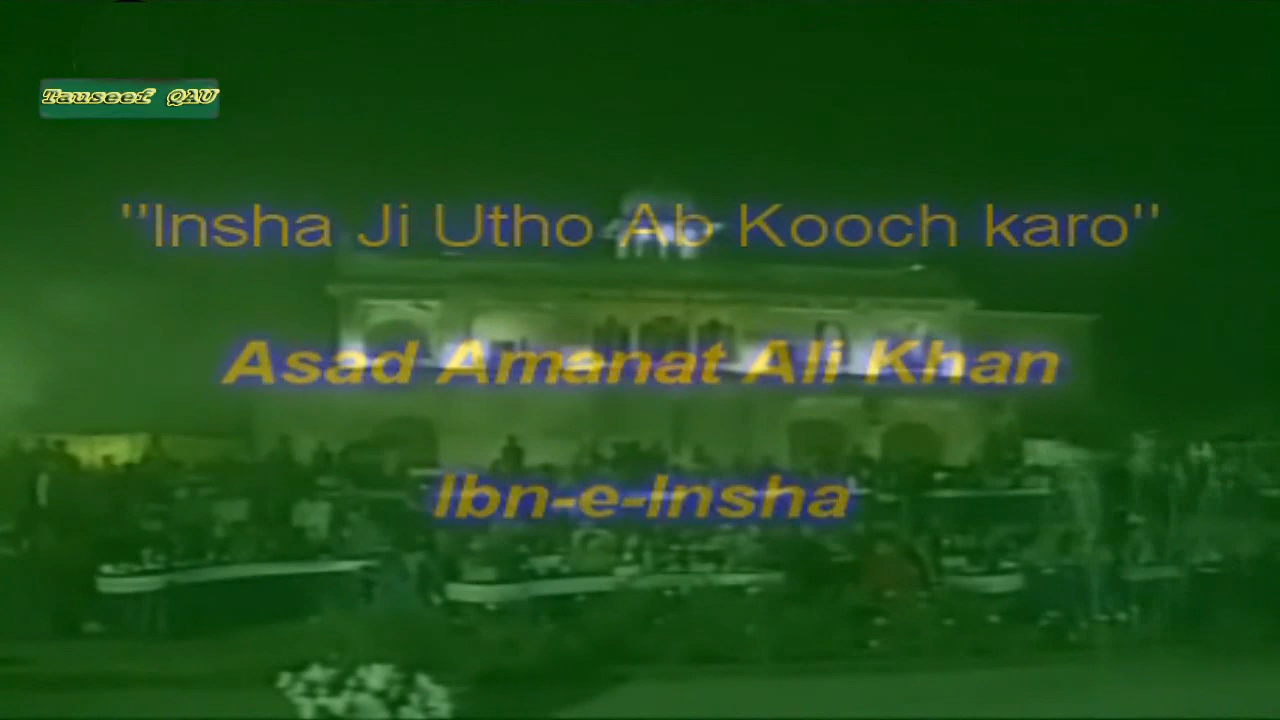 Tauseef QAU
"Insha Ji Utho Ab Kooch karo"
Asad Amanat Ali Khan
Ibn-e-Insha